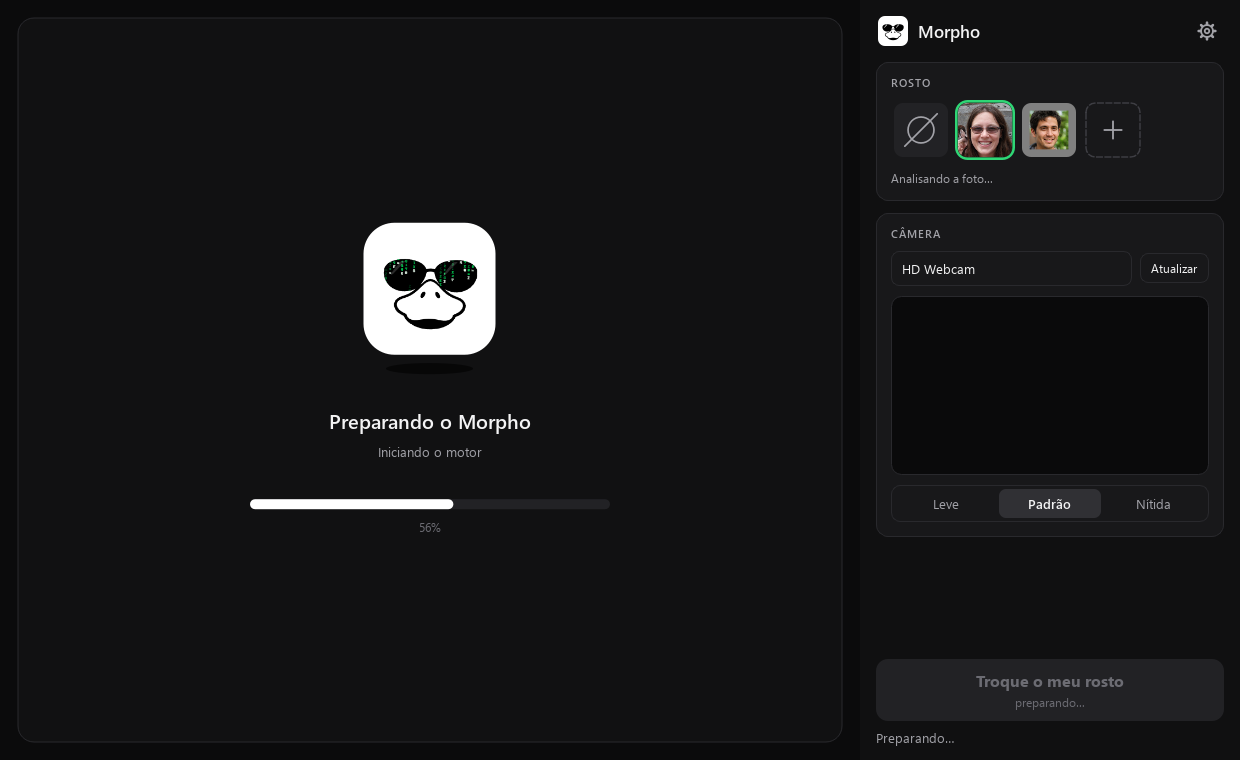 Preparando o Morpho
Iniciando o motor
56%
Morpho
ROSTO
Analisando a foto...
CÂMERA
HD Webcam
Atualizar
Leve
Padrão
Nítida
Troque o meu rosto
preparando...
Preparando...